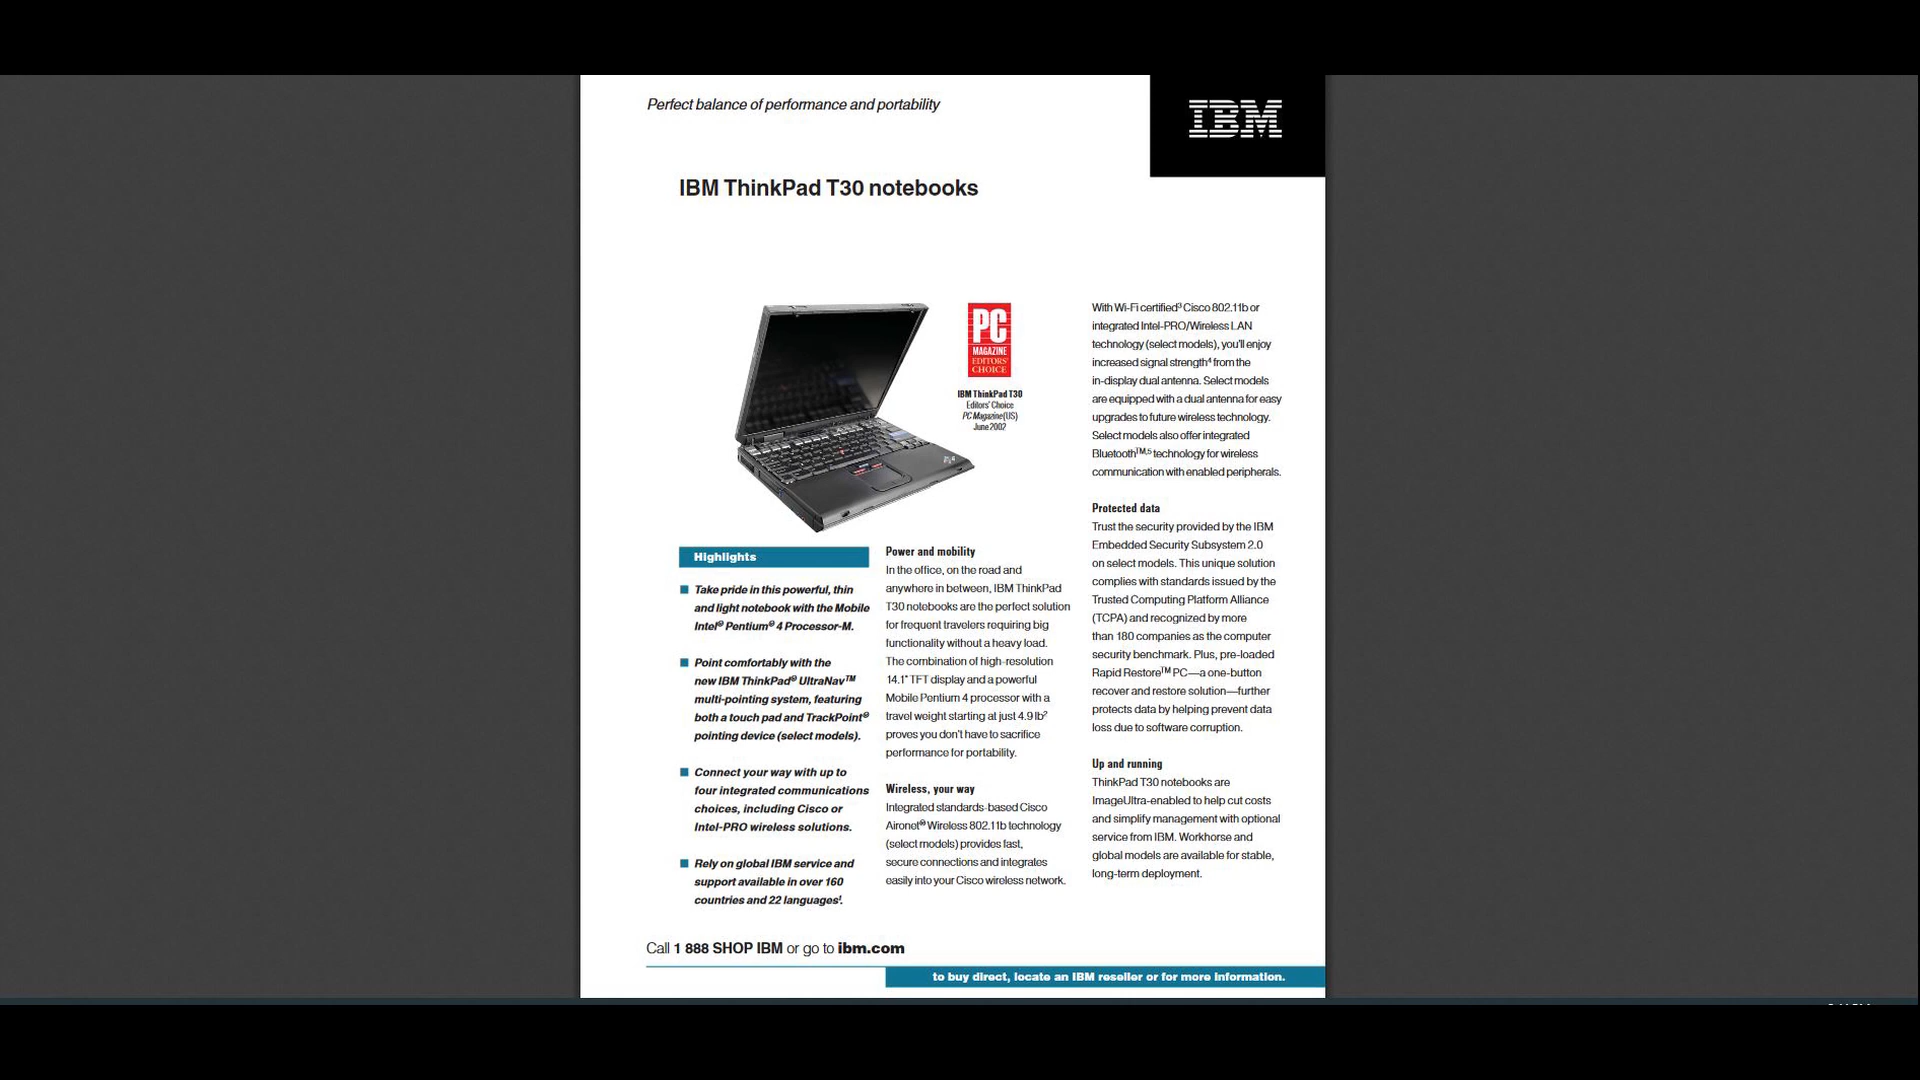 Perfect balance of performance and portability
IBM
IBM ThinkPad T30 notebooks
PC
MAGAZINE
EDITORS'
CHOICE
IBM ThinkPad T30
Editors' Choice
PC Magazine(US)
June 2002
Highlights
Take pride in this powerful, thin
and light notebook with the Mobile
Intel® Pentium® 4 Processor-M.
Point comfortably with the
new IBM ThinkPad® UltraNav™
multi-pointing system, featuring
both a touch pad and TrackPoint®
pointing device (select models).
Connect your way with up to
four integrated communications
choices, including Cisco or
Intel-PRO wireless solutions.
Rely on global IBM service and
support available in over 160
countries and 22 languages¹.
Power and mobility
In the office, on the road and
anywhere in between, IBM ThinkPad
T30 notebooks are the perfect solution
for frequent travelers requiring big
functionality without a heavy load.
The combination of high-resolution
14.1" TFT display and a powerful
Mobile Pentium 4 processor with a
travel weight starting at just 4.9 lb²
proves you don't have to sacrifice
performance for portability.
Wireless, your way
Integrated standards-based Cisco
Aironet® Wireless 802.11b technology
(select models) provides fast,
secure connections and integrates
easily into your Cisco wireless network.
With Wi-Fi certified³ Cisco 802.11b or
integrated Intel-PRO/Wireless LAN
technology (select models), you'll enjoy
increased signal strength⁴ from the
in-display dual antenna. Select models
are equipped with a dual antenna for easy
upgrades to future wireless technology.
Select models also offer integrated
Bluetooth™,⁵ technology for wireless
communication with enabled peripherals.
Protected data
Trust the security provided by the IBM
Embedded Security Subsystem 2.0
on select models. This unique solution
complies with standards issued by the
Trusted Computing Platform Alliance
(TCPA) and recognized by more
than 180 companies as the computer
security benchmark. Plus, pre-loaded
Rapid Restore™ PC—a one-button
recover and restore solution—further
protects data by helping prevent data
loss due to software corruption.
Up and running
ThinkPad T30 notebooks are
ImageUltra-enabled to help cut costs
and simplify management with optional
service from IBM. Workhorse and
global models are available for stable,
long-term deployment.
Call 1 888 SHOP IBM or go to ibm.com
to buy direct, locate an IBM reseller or for more information.